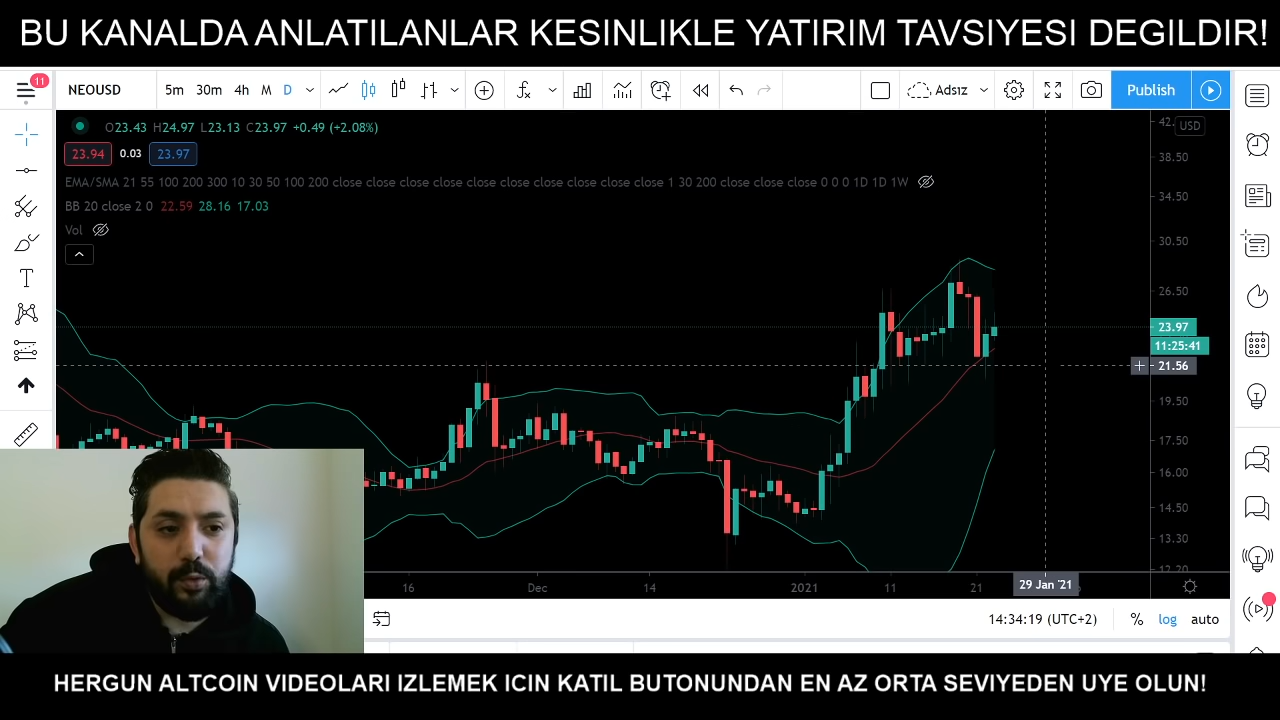 BU KANALDA ANLATILANLAR KESINLIKLE YATIRIM TAVSIYESI DEGILDIR!
11
NEOUSD 5m 30m 4h M D Adsız Publish
O23.43 H24.97 L23.13 C23.97 +0.49 (+2.08%)
42. USD
23.94 0.03 23.97
38.50
EMA/SMA 21 55 100 200 300 10 30 50 100 200 close close close close close close close close close close 1 30 200 close close close 0 0 0 1D 1D 1W
34.50
BB 20 close 2 0 22.59 28.16 17.03
Vol
30.50
26.50
23.97
11:25:41
21.56
19.50
17.50
16.00
14.50
13.30
12.20
16 Dec 14 2021 11 21 29 Jan '21
14:34:19 (UTC+2) % log auto
HERGUN ALTCOIN VIDEOLARI IZLEMEK ICIN KATIL BUTONUNDAN EN AZ ORTA SEVIYEDEN UYE OLUN!